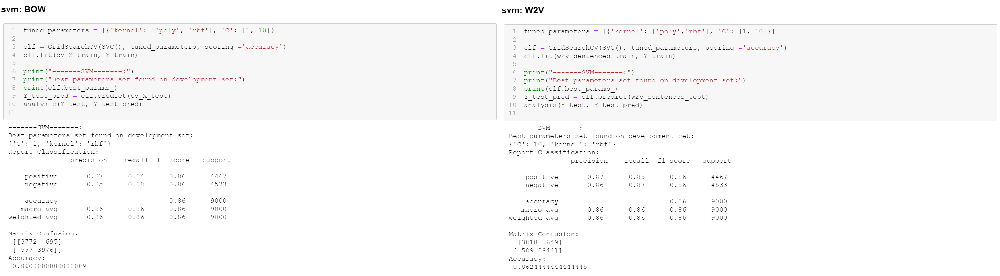 svm: BOW
1 tuned_parameters = [{'kernel': ['poly', 'rbf'], 'C': [1, 10]}]
2
3 clf = GridSearchCV(SVC(), tuned_parameters, scoring ='accuracy')
4 clf.fit(cv_X_train, Y_train)
5
6 print("-------SVM-------:")
7 print("Best parameters set found on development set:")
8 print(clf.best_params_)
9 Y_test_pred = clf.predict(cv_X_test)
10 analysis(Y_test, Y_test_pred)
11
-------SVM-------:
Best parameters set found on development set:
{'C': 1, 'kernel': 'rbf'}
Report Classification:
precision recall f1-score support
positive 0.87 0.84 0.86 4467
negative 0.85 0.88 0.86 4533
accuracy 0.86 9000
macro avg 0.86 0.86 0.86 9000
weighted avg 0.86 0.86 0.86 9000
Matrix Confusion:
[[3772 695]
[ 557 3976]]
Accuracy:
0.8608888888888889
svm: W2V
1 tuned_parameters = [{'kernel': ['poly','rbf'], 'C': [1, 10]}]
2
3 clf = GridSearchCV(SVC(), tuned_parameters, scoring ='accuracy')
4 clf.fit(w2v_sentences_train, Y_train)
5
6 print("-------SVM-------:")
7 print("Best parameters set found on development set:")
8 print(clf.best_params_)
9 Y_test_pred = clf.predict(w2v_sentences_test)
10 analysis(Y_test, Y_test_pred)
11
-------SVM-------:
Best parameters set found on development set:
{'C': 10, 'kernel': 'rbf'}
Report Classification:
precision recall f1-score support
positive 0.87 0.85 0.86 4467
negative 0.86 0.87 0.86 4533
accuracy 0.86 9000
macro avg 0.86 0.86 0.86 9000
weighted avg 0.86 0.86 0.86 9000
Matrix Confusion:
[[3818 649]
[ 589 3944]]
Accuracy:
0.8624444444444445